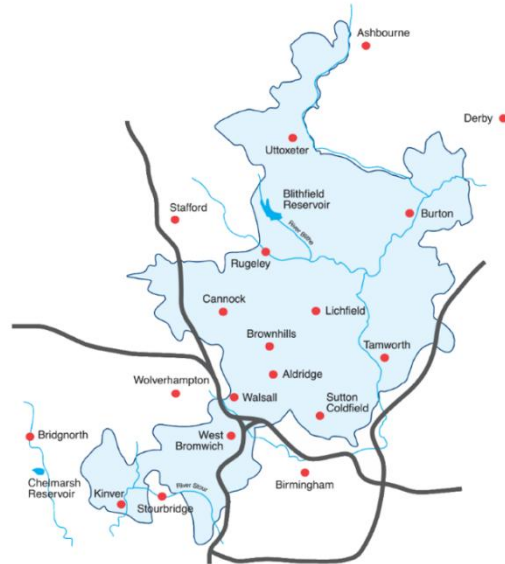 Ashbourne
Derby
Uttoxeter
Blithfield
Reservoir
Stafford
Burton
River Blithe
Rugeley
Cannock
Lichfield
Brownhills
Tamworth
Aldridge
Wolverhampton
Walsall
Sutton
Coldfield
Bridgnorth
West
Bromwich
Chelmarsh
Reservoir
Birmingham
River Stour
Kinver
Stourbridge